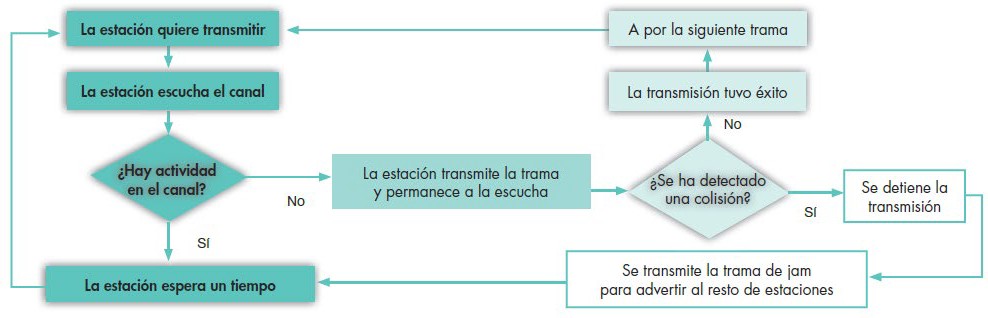 La estación quiere transmitir
A por la siguiente trama
La estación escucha el canal
La transmisión tuvo éxito
No
¿Hay actividad
en el canal?
No
La estación transmite la trama
y permanece a la escucha
¿Se ha detectado
una colisión?
Sí
Se detiene la
transmisión
Sí
La estación espera un tiempo
Se transmite la trama de jam
para advertir al resto de estaciones